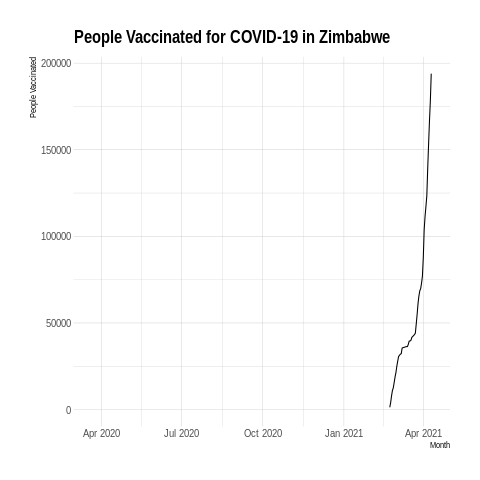 People Vaccinated for COVID-19 in Zimbabwe
People Vaccinated
200000
150000
100000
50000
0
Apr 2020 Jul 2020 Oct 2020 Jan 2021 Apr 2021
Month